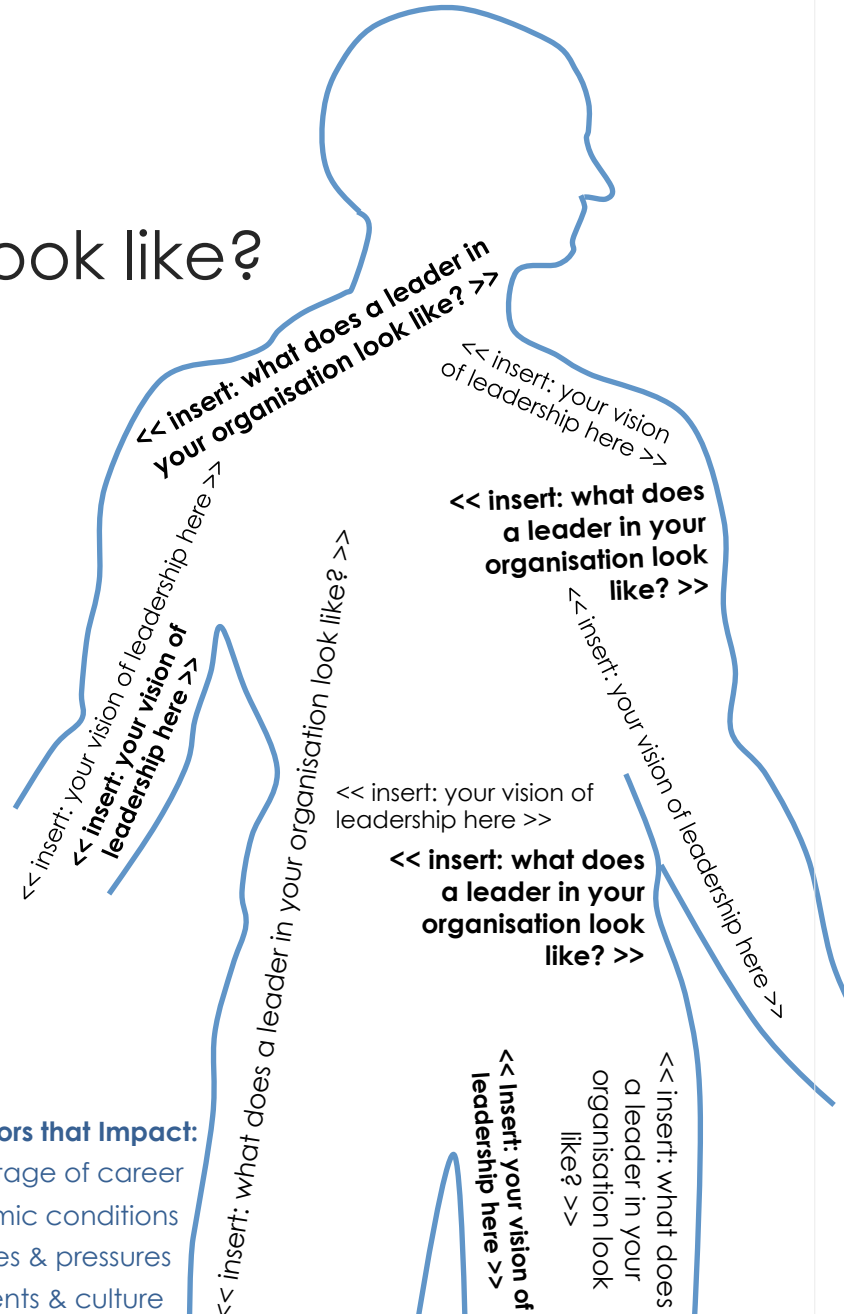 ook like?
<< insert: what does a leader in
your organisation look like? >>
<< insert: your vision
of leadership here >>
<< insert: what does
a leader in your
organisation look
like? >>
<< insert: your vision of leadership here >>
<< insert: your vision of
leadership here >>
<< insert: what does a leader in your organisation look like? >>
<< insert: your vision of leadership here >>
<< insert: your vision of
leadership here >>
<< insert: what does
a leader in your
organisation look
like? >>
<< Insert: your vision of
leadership here >>
<< insert: what does
a leader in your
organisation look
like? >>
ors that Impact:
rage of career
mic conditions
es & pressures
ents & culture